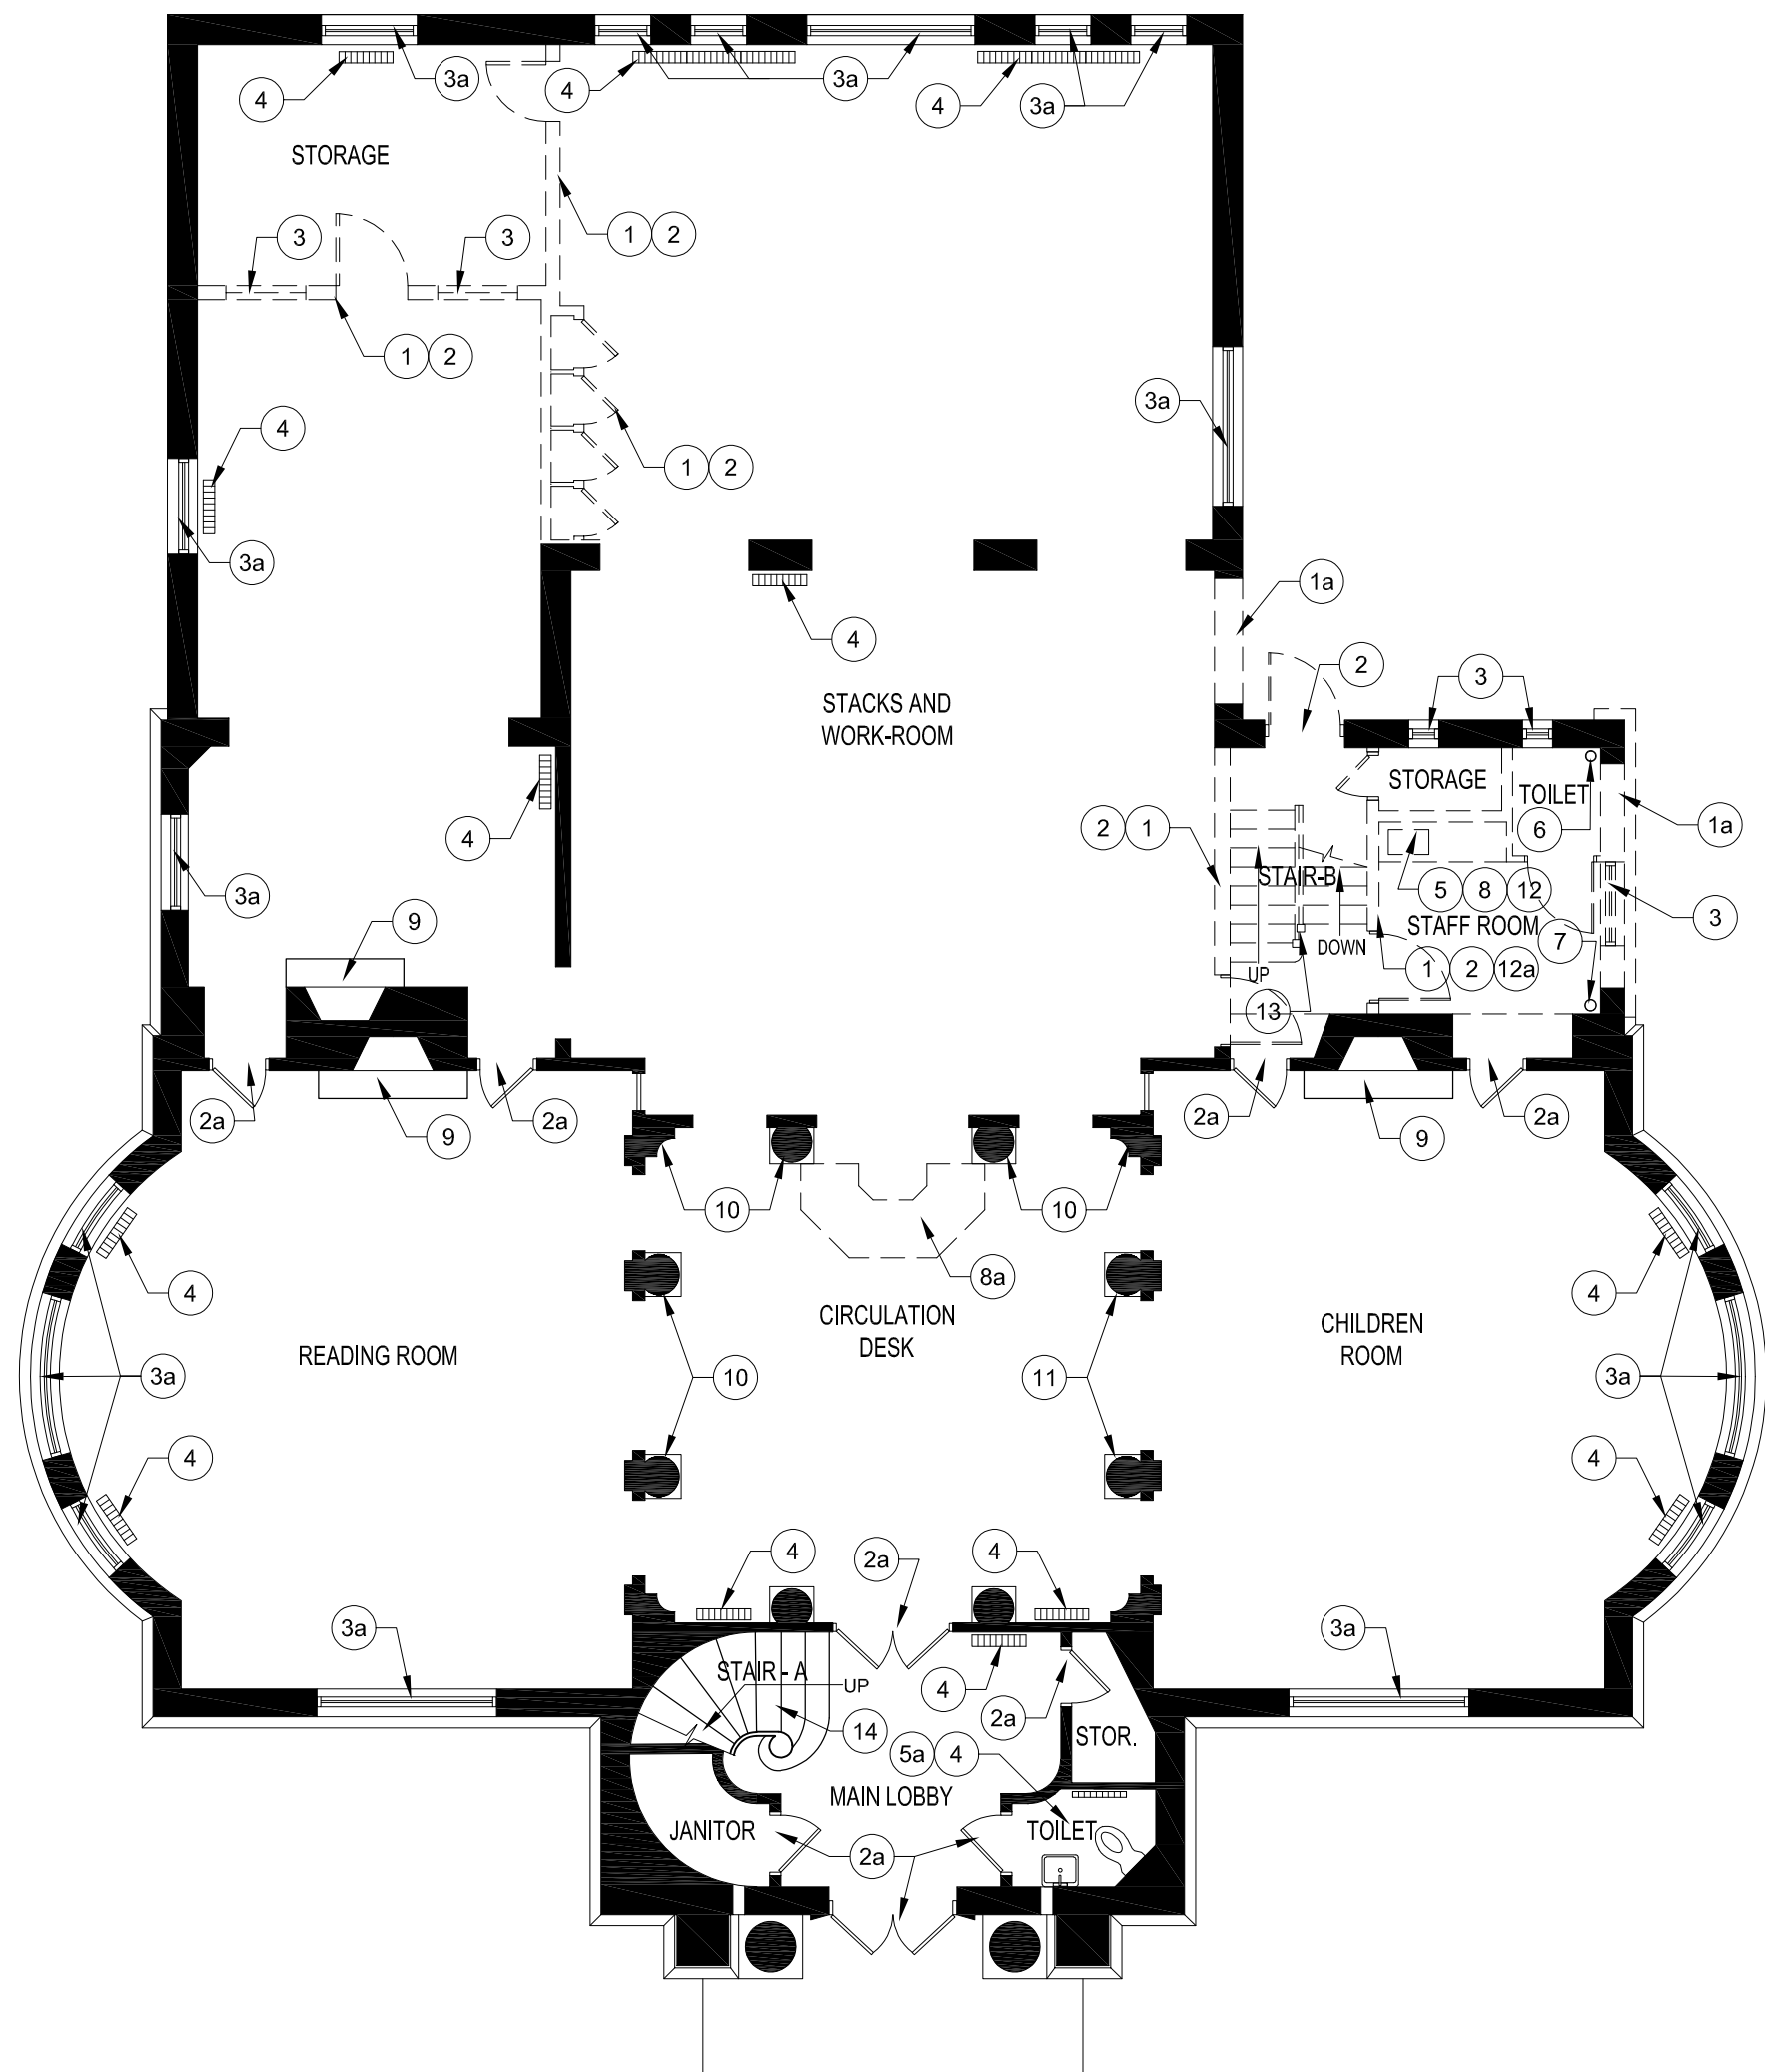 3a
4
4
3a
4
3a
STORAGE
3
3
1 2
1 2
3a
4
1 2
3a
1a
4
2
3
STACKS AND
WORK-ROOM
STORAGE
TOILET
2 1
6
1a
4
STAIR-B
5 8 12
3a
9
STAFF ROOM
3
7
DOWN
UP
1 2 12a
13
2a
2a
2a
2a
9
9
10
10
8a
4
4
CIRCULATION
DESK
CHILDREN
ROOM
READING ROOM
3a
10
11
3a
4
4
4
2a
4
3a
3a
STAIR - A
UP
4
2a
14
STOR.
5a 4
MAIN LOBBY
JANITOR
TOILET
2a